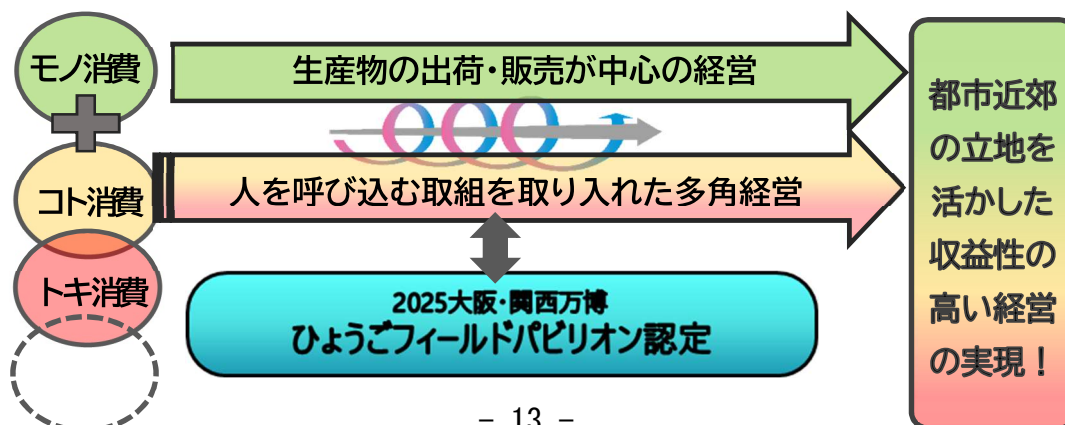 モノ消費
生産物の出荷・販売が中心の経営
コト消費
人を呼び込む取組を取り入れた多角経営
トキ消費
2025大阪・関西万博
ひょうごフィールドパビリオン認定
都市近郊
の立地を
活かした
収益性の
高い経営
の実現！
- 13 -